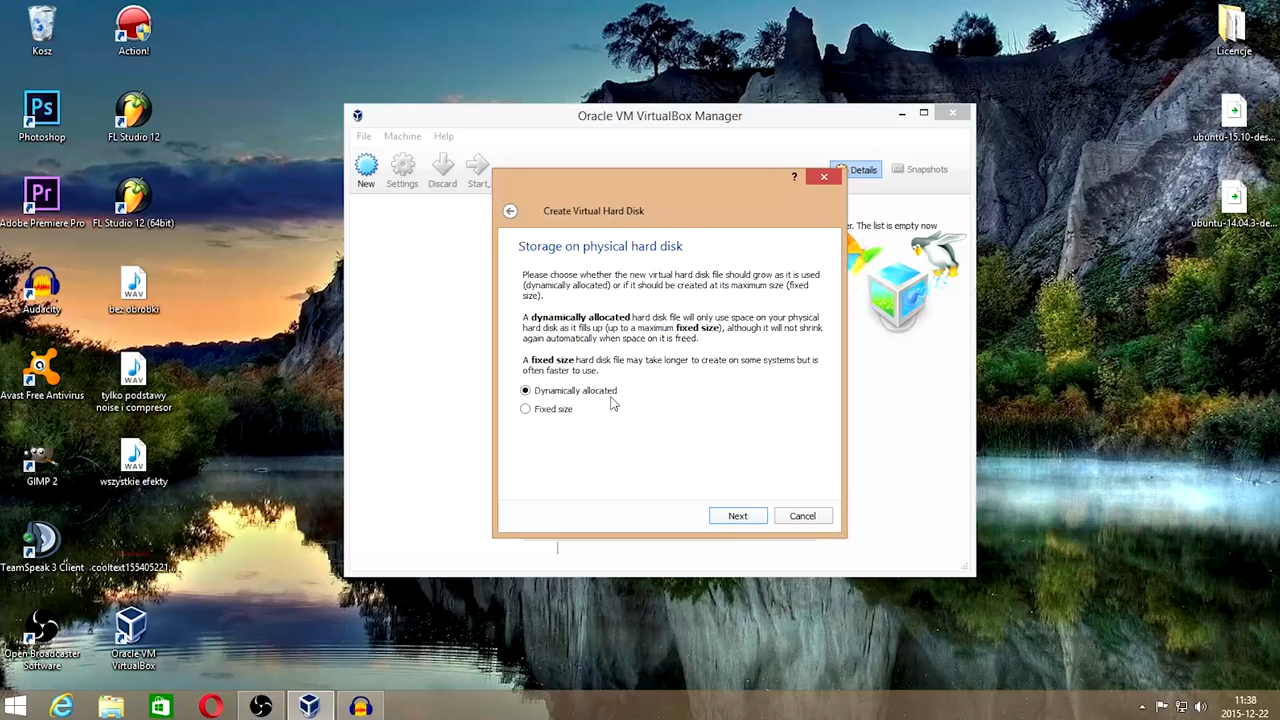 Kosz
Action!
Licencje
Ps
Photoshop
FL Studio 12
ubuntu-15.10-des...
Pr
Adobe Premiere Pro
FL Studio 12 (64bit)
ubuntu-14.04.3-de...
Audacity
WAV
bez obrobki
Avast Free Antivirus
WAV
tylko podstawy
noise i compresor
GIMP 2
WAV
wszystkie efekty
TeamSpeak 3 Client
cooltext155405221...
Open Broadcaster
Software
Oracle VM
VirtualBox
Oracle VM VirtualBox Manager
File Machine Help
New Settings Discard Start
Details Snapshots
er. The list is empty now
?
Create Virtual Hard Disk
Storage on physical hard disk
Please choose whether the new virtual hard disk file should grow as it is used
(dynamically allocated) or if it should be created at its maximum size (fixed
size).
A dynamically allocated hard disk file will only use space on your physical
hard disk as it fills up (up to a maximum fixed size), although it will not shrink
again automatically when space on it is freed.
A fixed size hard disk file may take longer to create on some systems but is
often faster to use.
Dynamically allocated
Fixed size
Next Cancel
11:38
2015-12-22